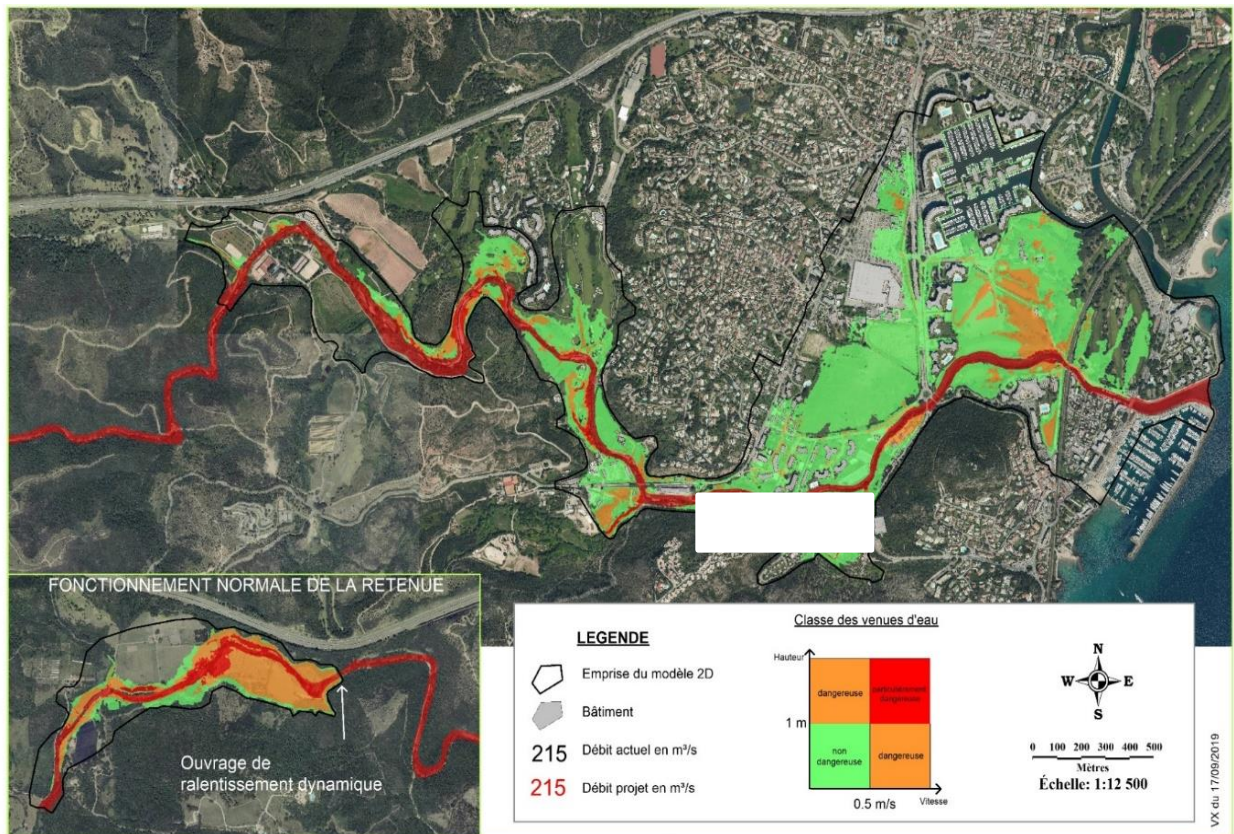 FONCTIONNEMENT NORMALE DE LA RETENUE
Ouvrage de
ralentissement dynamique
LEGENDE
Emprise du modèle 2D
Bâtiment
215 Débit actuel en m³/s
215 Débit projet en m³/s
Classe des venues d'eau
Hauteur
dangereuse
particulièrement
dangereuse
1 m
non
dangereuse
dangereuse
0.5 m/s
Vitesse
N
W E
S
0 100 200 300 400 500
Mètres
Échelle: 1:12 500
VX du 17/09/2019